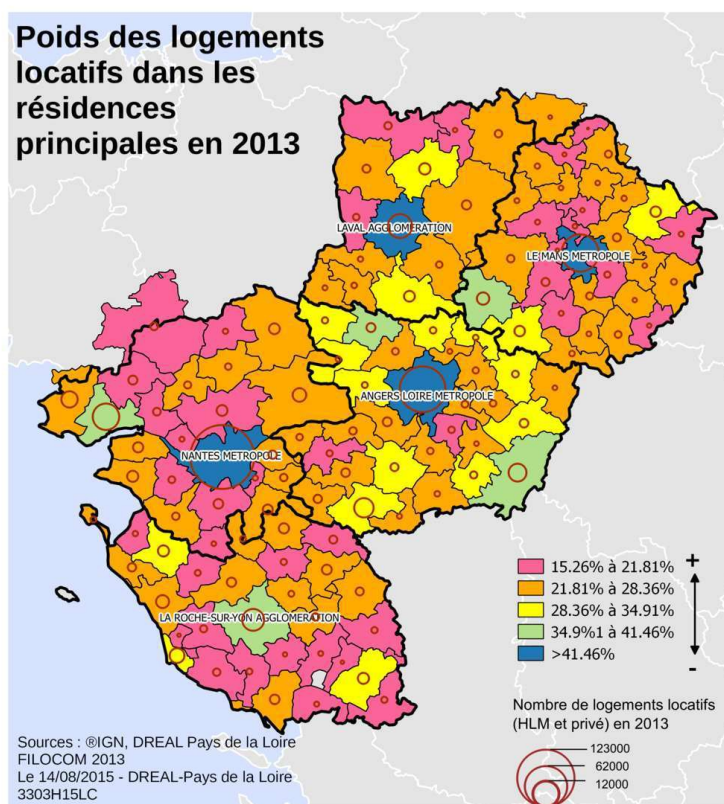 Poids des logements
locatifs dans les
résidences
principales en 2013
LAVAL AGGLOMERATION
LE MANS METROPOLE
ANGERS LOIRE METROPOLE
NANTES METROPOLE
LA ROCHE-SUR-YON AGGLOMERATION
15.26% à 21.81%
21.81% à 28.36%
28.36% à 34.91%
34.9%1 à 41.46%
>41.46%
+
-
Nombre de logements locatifs
(HLM et privé) en 2013
123000
62000
12000
Sources : ®IGN, DREAL Pays de la Loire
FILOCOM 2013
Le 14/08/2015 - DREAL-Pays de la Loire
3303H15LC